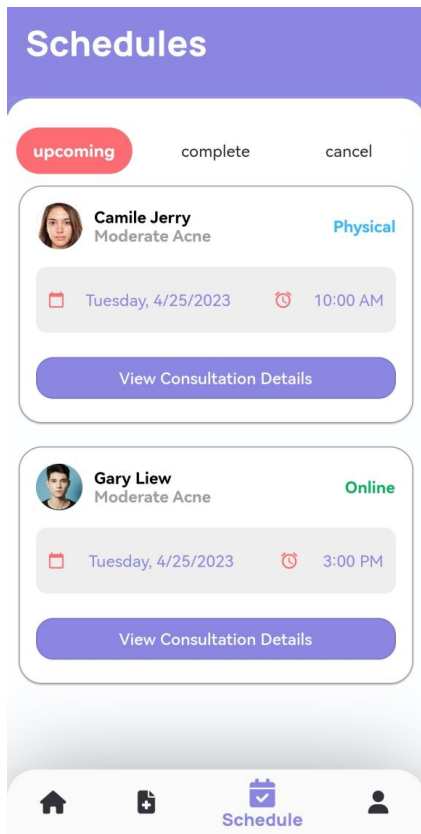 Schedules
upcoming complete cancel
Camile Jerry
Moderate Acne
Physical
Tuesday, 4/25/2023 10:00 AM
View Consultation Details
Gary Liew
Moderate Acne
Online
Tuesday, 4/25/2023 3:00 PM
View Consultation Details
Schedule